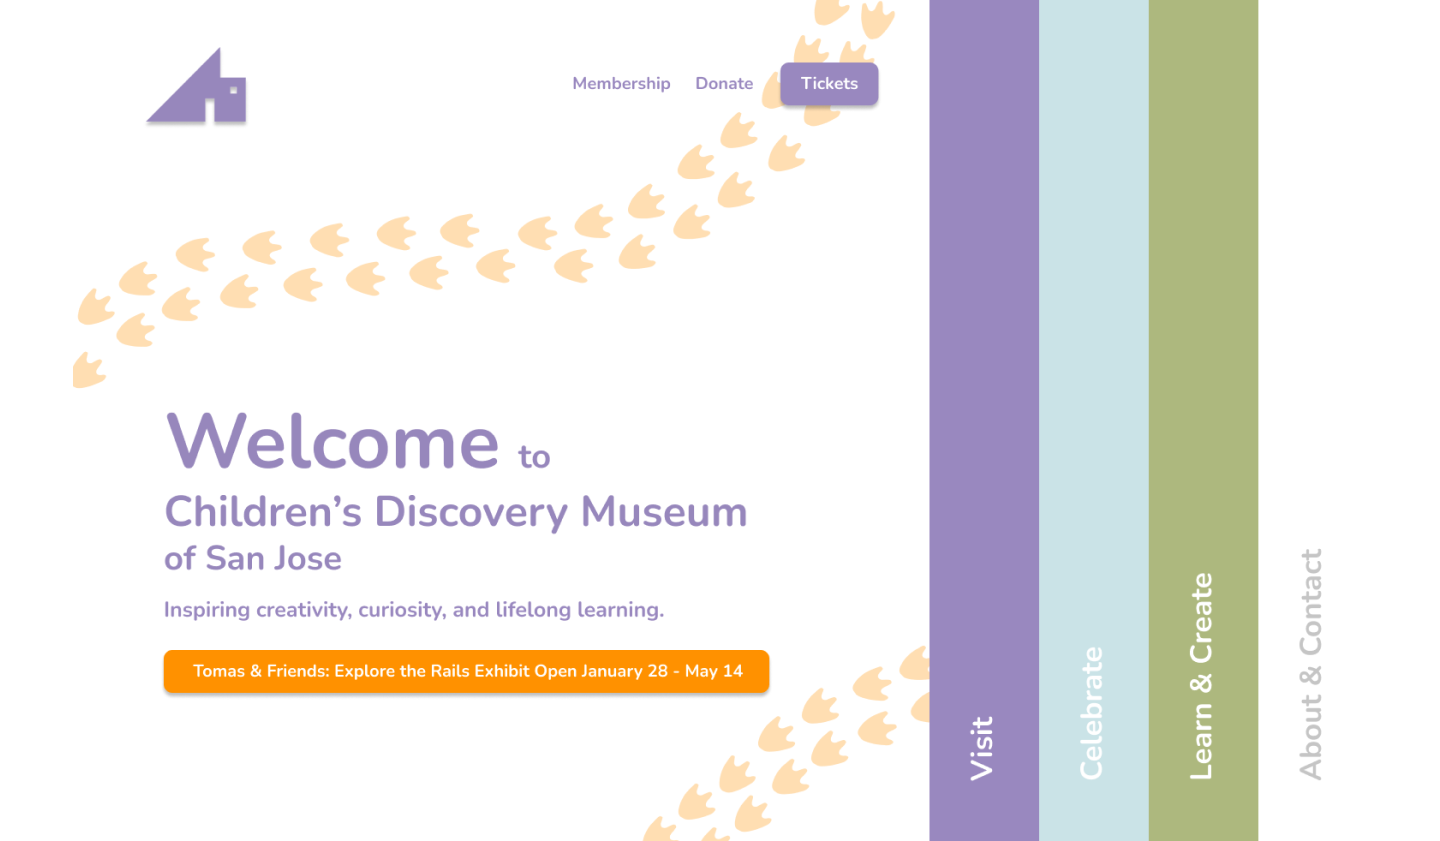 Membership
Donate
Tickets
Welcome to
Children's Discovery Museum
of San Jose
Inspiring creativity, curiosity, and lifelong learning.
Tomas & Friends: Explore the Rails Exhibit Open January 28 - May 14
Visit
Celebrate
Learn & Create
About & Contact